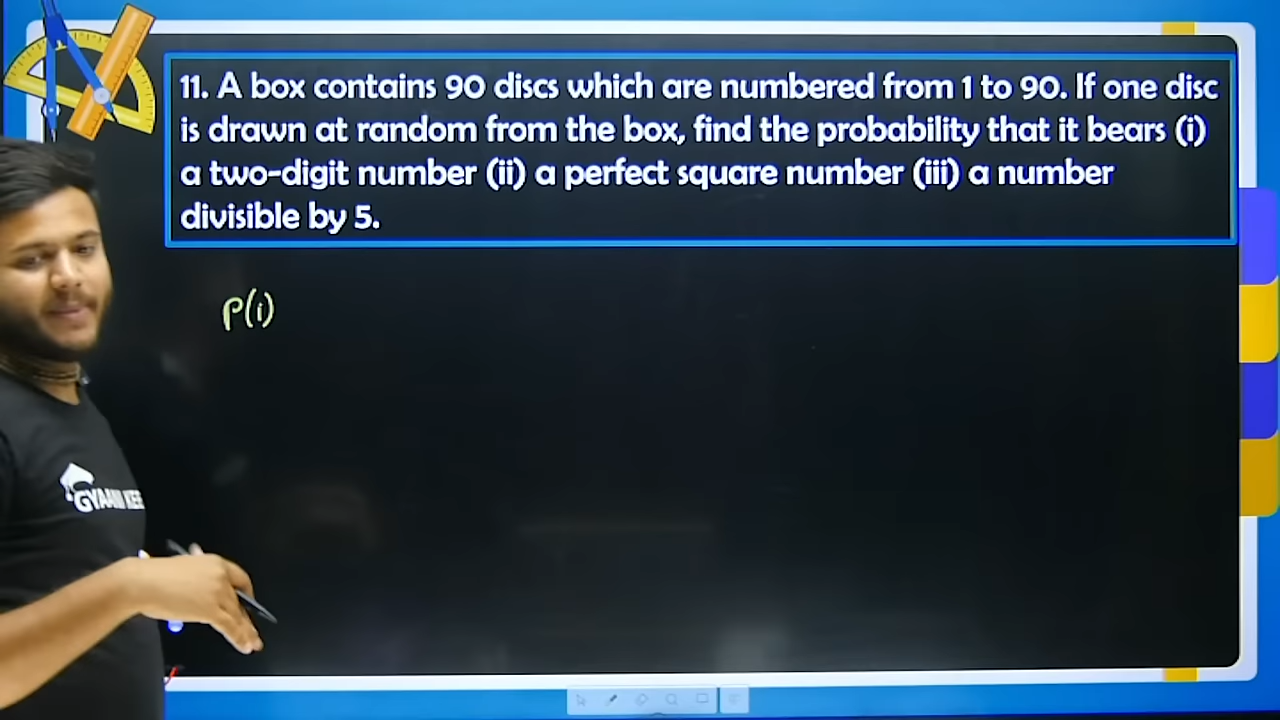 11. A box contains 90 discs which are numbered from 1 to 90. If one disc
is drawn at random from the box, find the probability that it bears (i)
a two-digit number (ii) a perfect square number (iii) a number
divisible by 5.
P(i)